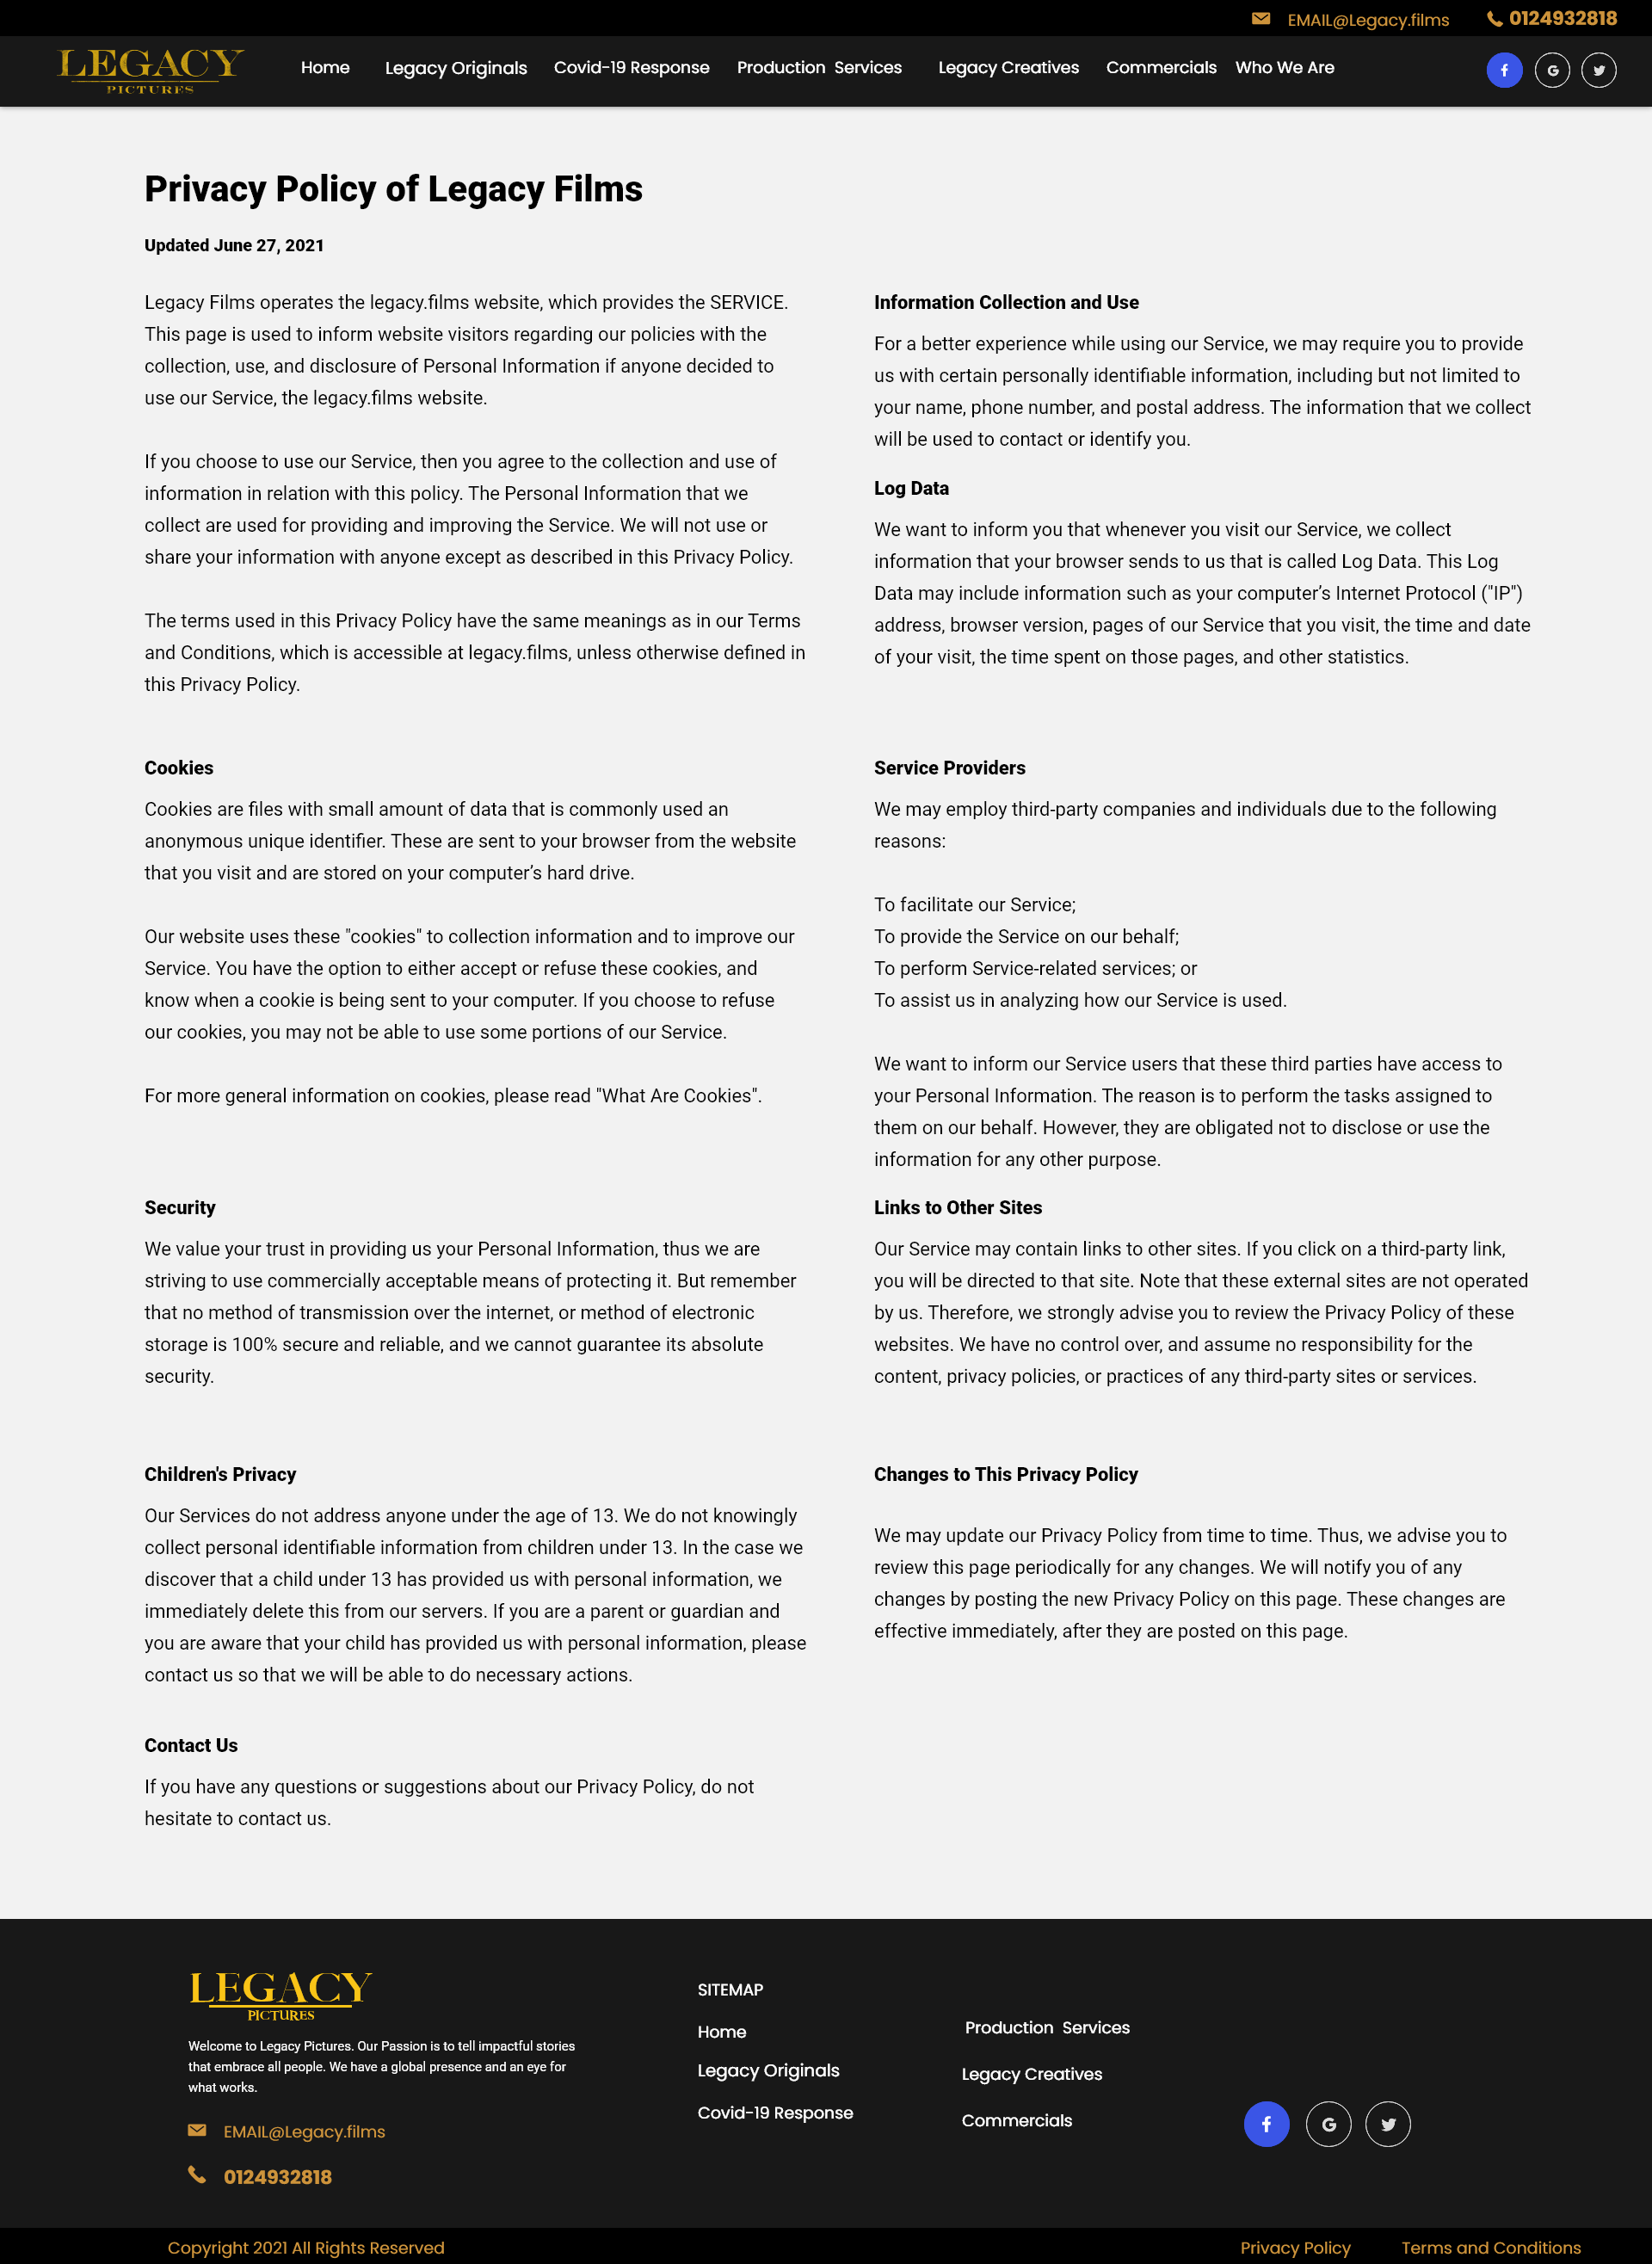 EMAIL@Legacy.films 0124932818
LEGACY
PICTURES
Home Legacy Originals Covid-19 Response Production Services Legacy Creatives Commercials Who We Are
Privacy Policy of Legacy Films
Updated June 27, 2021
Legacy Films operates the legacy.films website, which provides the SERVICE.
This page is used to inform website visitors regarding our policies with the
collection, use, and disclosure of Personal Information if anyone decided to
use our Service, the legacy.films website.
If you choose to use our Service, then you agree to the collection and use of
information in relation with this policy. The Personal Information that we
collect are used for providing and improving the Service. We will not use or
share your information with anyone except as described in this Privacy Policy.
The terms used in this Privacy Policy have the same meanings as in our Terms
and Conditions, which is accessible at legacy.films, unless otherwise defined in
this Privacy Policy.
Information Collection and Use
For a better experience while using our Service, we may require you to provide
us with certain personally identifiable information, including but not limited to
your name, phone number, and postal address. The information that we collect
will be used to contact or identify you.
Log Data
We want to inform you that whenever you visit our Service, we collect
information that your browser sends to us that is called Log Data. This Log
Data may include information such as your computer’s Internet Protocol ("IP")
address, browser version, pages of our Service that you visit, the time and date
of your visit, the time spent on those pages, and other statistics.
Cookies
Cookies are files with small amount of data that is commonly used an
anonymous unique identifier. These are sent to your browser from the website
that you visit and are stored on your computer’s hard drive.
Our website uses these "cookies" to collection information and to improve our
Service. You have the option to either accept or refuse these cookies, and
know when a cookie is being sent to your computer. If you choose to refuse
our cookies, you may not be able to use some portions of our Service.
For more general information on cookies, please read "What Are Cookies".
Service Providers
We may employ third-party companies and individuals due to the following
reasons:
To facilitate our Service;
To provide the Service on our behalf;
To perform Service-related services; or
To assist us in analyzing how our Service is used.
We want to inform our Service users that these third parties have access to
your Personal Information. The reason is to perform the tasks assigned to
them on our behalf. However, they are obligated not to disclose or use the
information for any other purpose.
Security
We value your trust in providing us your Personal Information, thus we are
striving to use commercially acceptable means of protecting it. But remember
that no method of transmission over the internet, or method of electronic
storage is 100% secure and reliable, and we cannot guarantee its absolute
security.
Links to Other Sites
Our Service may contain links to other sites. If you click on a third-party link,
you will be directed to that site. Note that these external sites are not operated
by us. Therefore, we strongly advise you to review the Privacy Policy of these
websites. We have no control over, and assume no responsibility for the
content, privacy policies, or practices of any third-party sites or services.
Children's Privacy
Our Services do not address anyone under the age of 13. We do not knowingly
collect personal identifiable information from children under 13. In the case we
discover that a child under 13 has provided us with personal information, we
immediately delete this from our servers. If you are a parent or guardian and
you are aware that your child has provided us with personal information, please
contact us so that we will be able to do necessary actions.
Changes to This Privacy Policy
We may update our Privacy Policy from time to time. Thus, we advise you to
review this page periodically for any changes. We will notify you of any
changes by posting the new Privacy Policy on this page. These changes are
effective immediately, after they are posted on this page.
Contact Us
If you have any questions or suggestions about our Privacy Policy, do not
hesitate to contact us.
LEGACY
PICTURES
Welcome to Legacy Pictures. Our Passion is to tell impactful stories
that embrace all people. We have a global presence and an eye for
what works.
EMAIL@Legacy.films
0124932818
SITEMAP
Home
Legacy Originals
Covid-19 Response
Production Services
Legacy Creatives
Commercials
Copyright 2021 All Rights Reserved
Privacy Policy Terms and Conditions